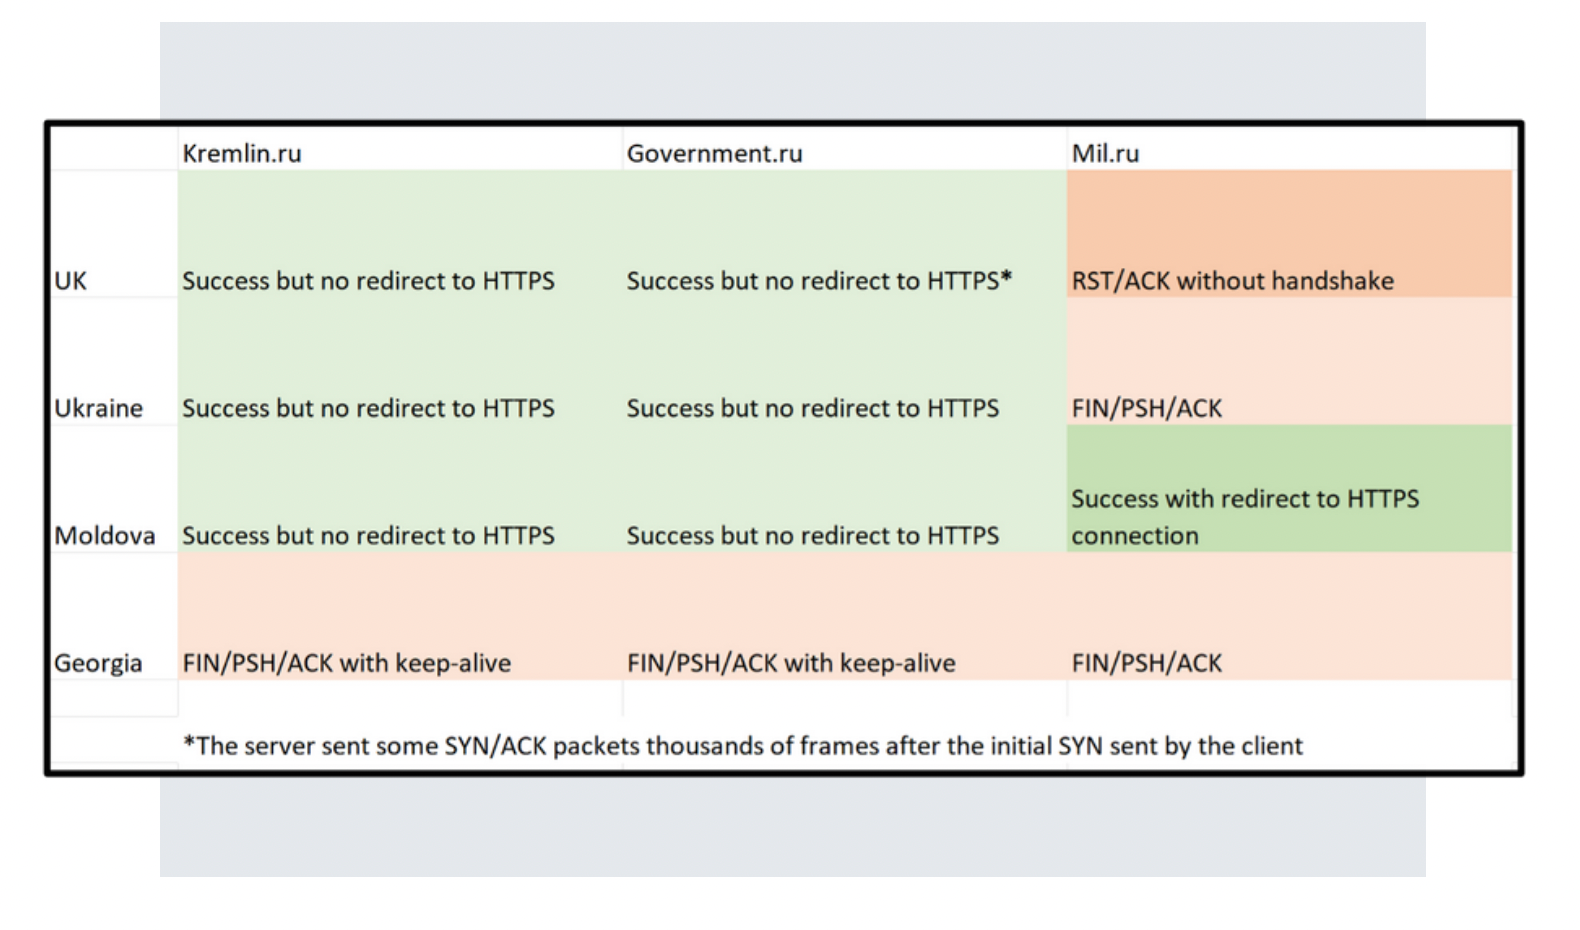 Kremlin.ru Government.ru Mil.ru
UK Success but no redirect to HTTPS Success but no redirect to HTTPS* RST/ACK without handshake
Ukraine Success but no redirect to HTTPS Success but no redirect to HTTPS FIN/PSH/ACK
Moldova Success but no redirect to HTTPS Success but no redirect to HTTPS Success with redirect to HTTPS
connection
Georgia FIN/PSH/ACK with keep-alive FIN/PSH/ACK with keep-alive FIN/PSH/ACK
*The server sent some SYN/ACK packets thousands of frames after the initial SYN sent by the client